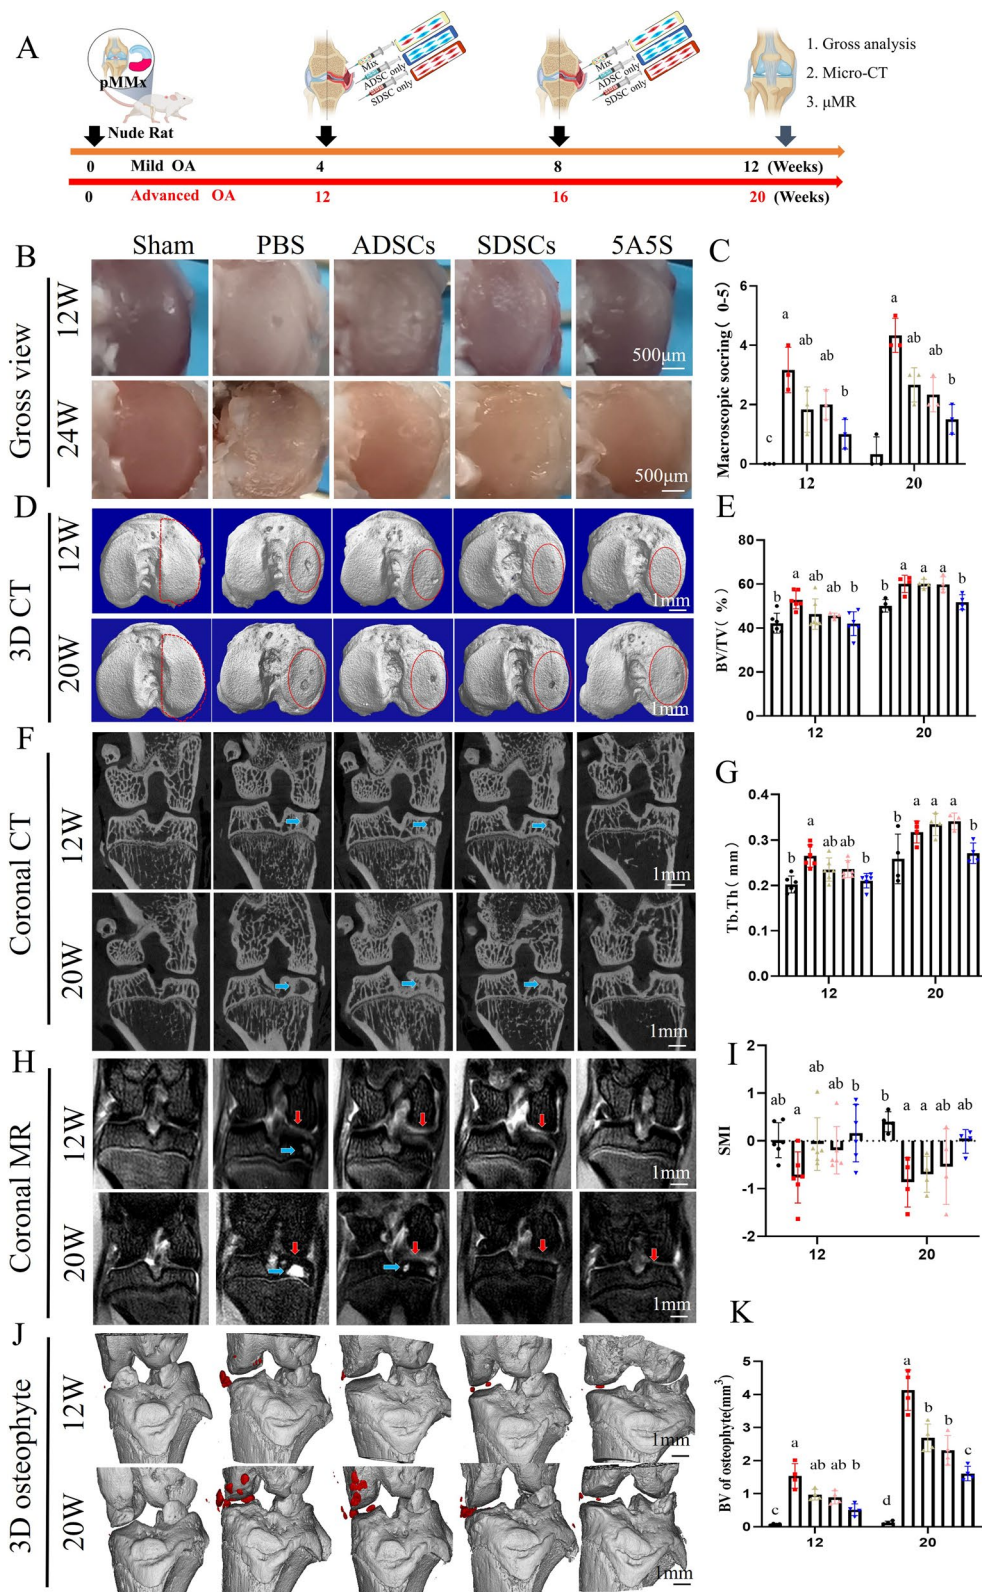 A
pMMx
Nude Rat
Mix
ADSC only
SDSC only
Mix
ADSC only
SDSC only
1. Gross analysis
2. Micro-CT
3. μMR
0 Mild OA 4 8 12 (Weeks)
0 Advanced OA 12 16 20 (Weeks)
B
Sham PBS ADSCs SDSCs 5A5S
Gross view
12W
500μm
24W
500μm
C
Macroscopic socring( 0-5)
6
4
2
0
c a ab ab b
a ab ab b
12 20
D
3D CT
12W
1mm
20W
1mm
E
BV/TV( %)
80
60
40
20
0
b a ab ab b
b a a a b
12 20
F
Coronal CT
12W
1mm
20W
1mm
G
Tb.Th( mm)
0.4
0.3
0.2
0.1
0.0
b a ab ab b
b a a a b
12 20
H
Coronal MR
12W
1mm
20W
1mm
I
SMI
2
1
0
-1
-2
ab a ab ab b
b a a ab ab
12 20
J
3D osteophyte
12W
1mm
20W
1mm
K
BV of osteophyte(mm³)
5
4
3
2
1
0
c a ab ab b
d a b b c
12 20